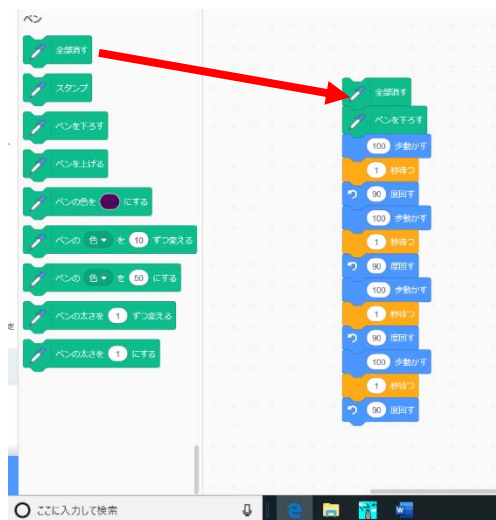 ペン
全部消す
スタンプ
ペンを下ろす
ペンを上げる
ペンの色を にする
ペンの 色 を 10 ずつ変える
ペンの 色 を 50 にする
ペンの太さを 1 ずつ変える
ペンの太さを 1 にする
全部消す
ペンを下ろす
100 歩動かす
1 秒待つ
90 度回す
100 歩動かす
1 秒待つ
90 度回す
100 歩動かす
1 秒待つ
90 度回す
100 歩動かす
1 秒待つ
90 度回す
を
ここに入力して検索